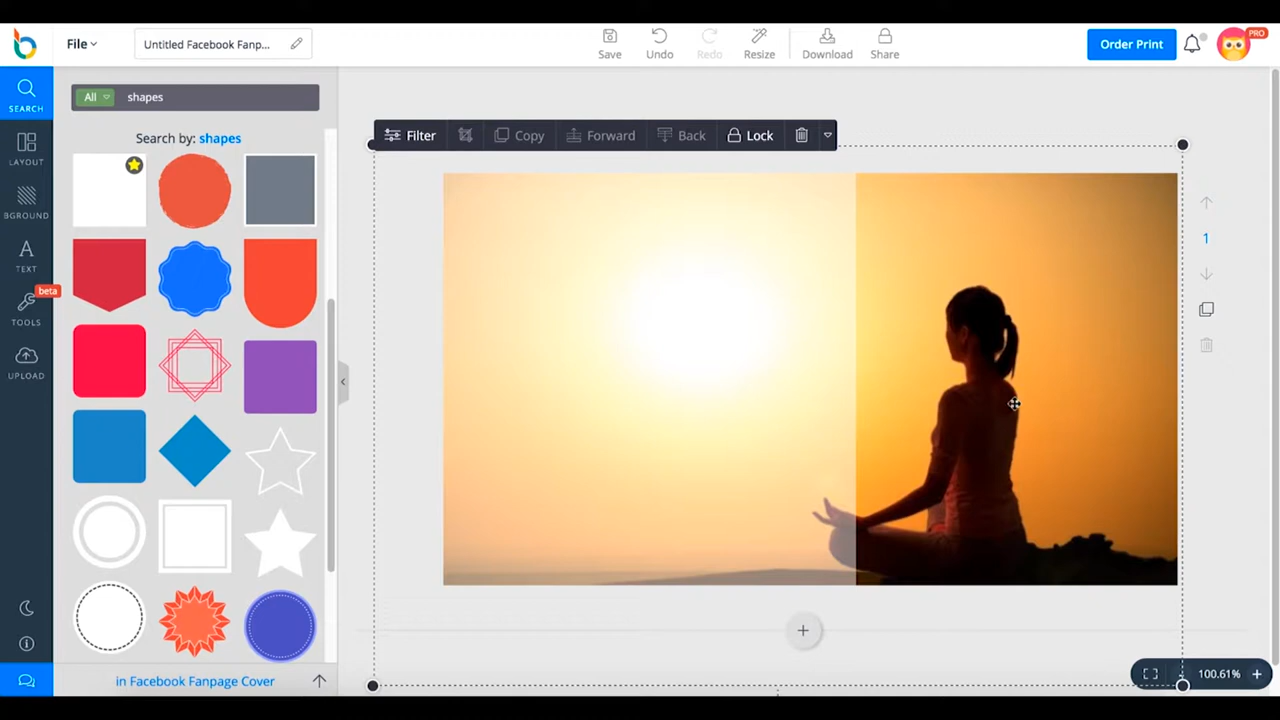 File
Untitled Facebook Fanp...
Save
Undo
Redo
Resize
Download
Share
Order Print
PRO
SEARCH
LAYOUT
BGROUND
TEXT
beta
TOOLS
UPLOAD
All
shapes
Search by: shapes
in Facebook Fanpage Cover
Filter
Copy
Forward
Back
Lock
1
100.61%